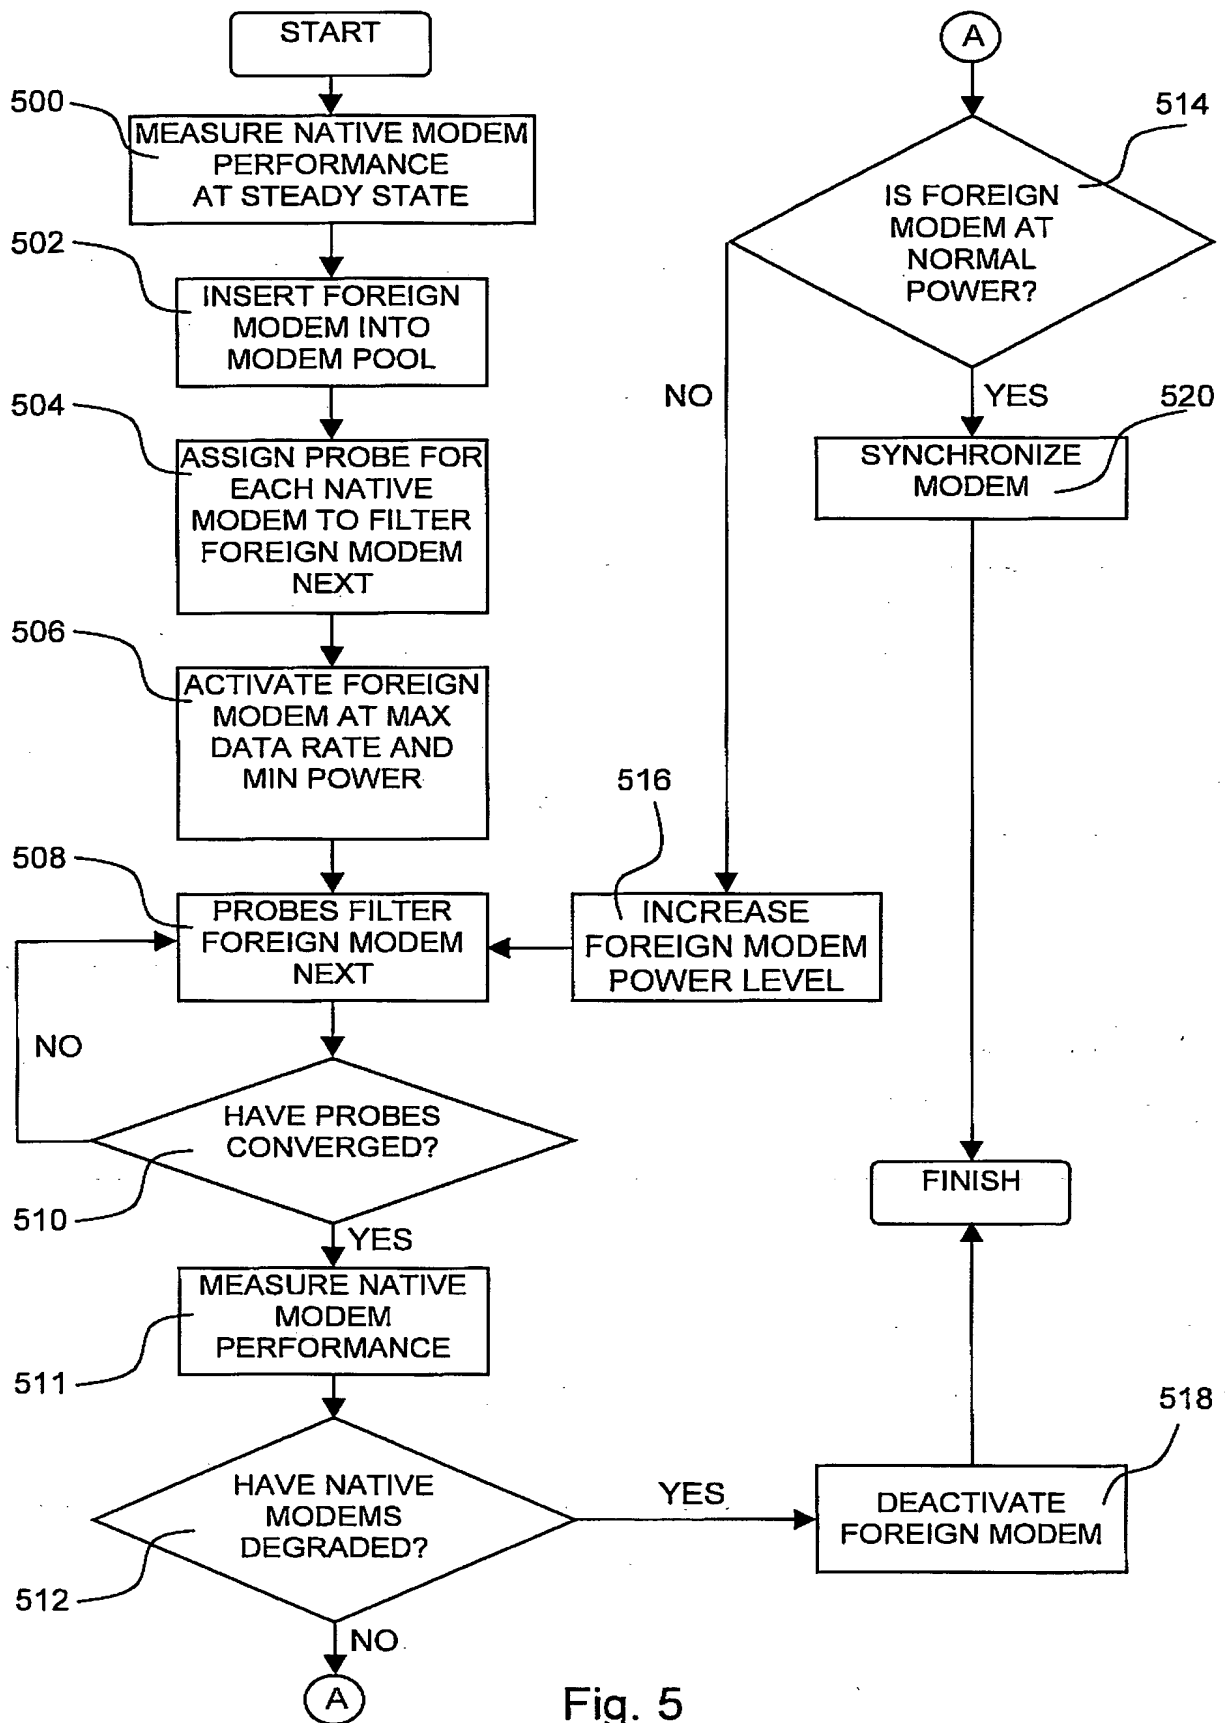 START
500
MEASURE NATIVE MODEM
PERFORMANCE
AT STEADY STATE
502
INSERT FOREIGN
MODEM INTO
MODEM POOL
504
ASSIGN PROBE FOR
EACH NATIVE
MODEM TO FILTER
FOREIGN MODEM
NEXT
506
ACTIVATE FOREIGN
MODEM AT MAX
DATA RATE AND
MIN POWER
508
PROBES FILTER
FOREIGN MODEM
NEXT
NO
HAVE PROBES
CONVERGED?
510
YES
MEASURE NATIVE
MODEM
PERFORMANCE
511
HAVE NATIVE
MODEMS
DEGRADED?
512
YES
NO
A
A
514
IS FOREIGN
MODEM AT
NORMAL
POWER?
NO
YES
520
SYNCHRONIZE
MODEM
516
INCREASE
FOREIGN MODEM
POWER LEVEL
FINISH
518
DEACTIVATE
FOREIGN MODEM
Fig. 5